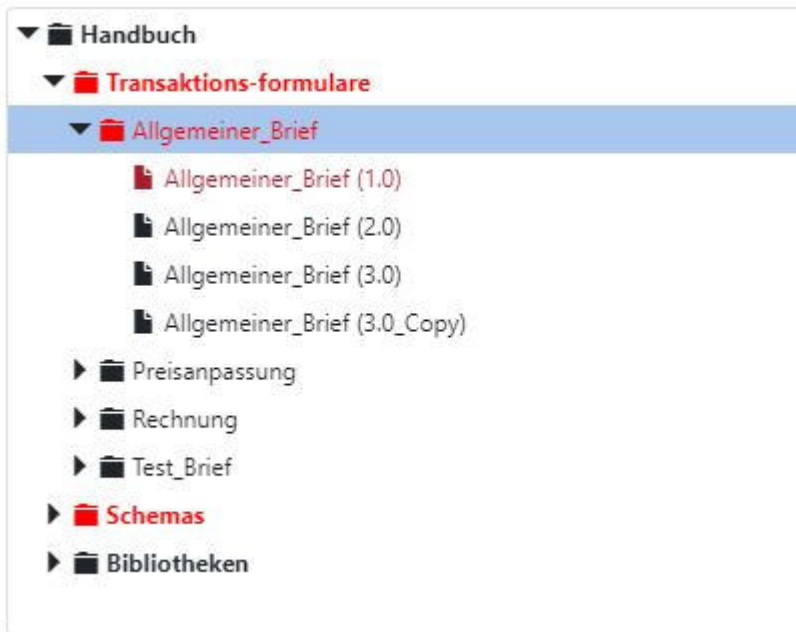 Handbuch
Transaktions-formulare
Allgemeiner_Brief
Allgemeiner_Brief (1.0)
Allgemeiner_Brief (2.0)
Allgemeiner_Brief (3.0)
Allgemeiner_Brief (3.0_Copy)
Preisanpassung
Rechnung
Test_Brief
Schemas
Bibliotheken